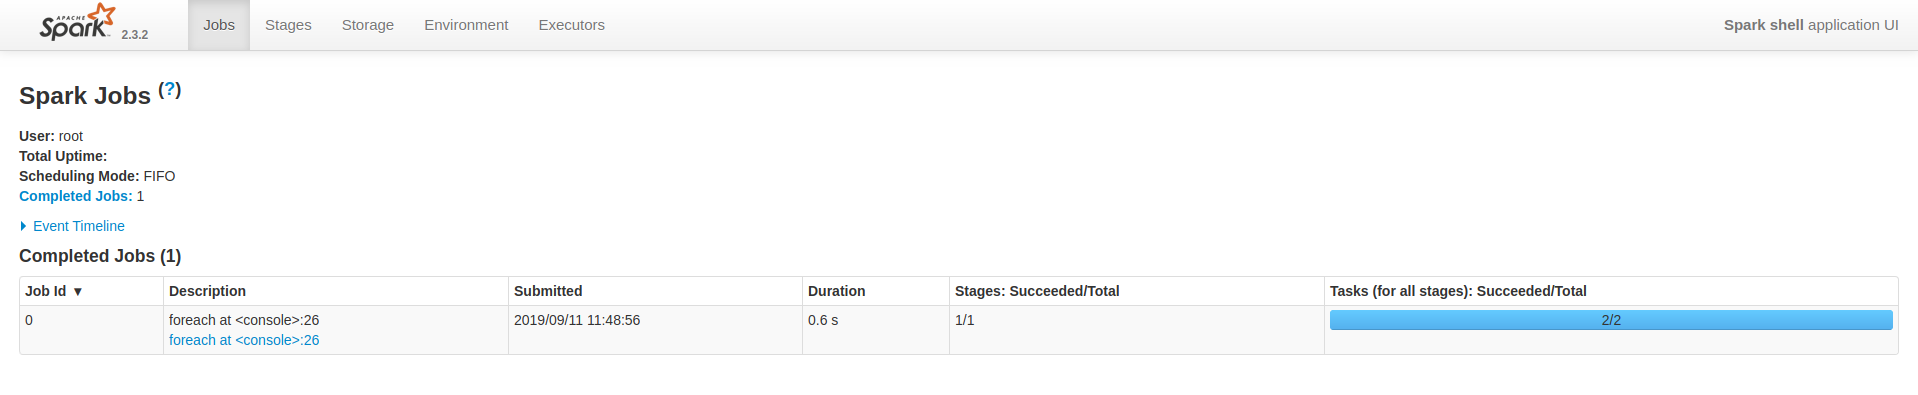 APACHE
Spark 2.3.2 Jobs Stages Storage Environment Executors Spark shell application UI
Spark Jobs (?)
User: root
Total Uptime:
Scheduling Mode: FIFO
Completed Jobs: 1
Event Timeline
Completed Jobs (1)
Job Id ▼ Description Submitted Duration Stages: Succeeded/Total Tasks (for all stages): Succeeded/Total
0 foreach at <console>:26 2019/09/11 11:48:56 0.6 s 1/1 2/2
foreach at <console>:26